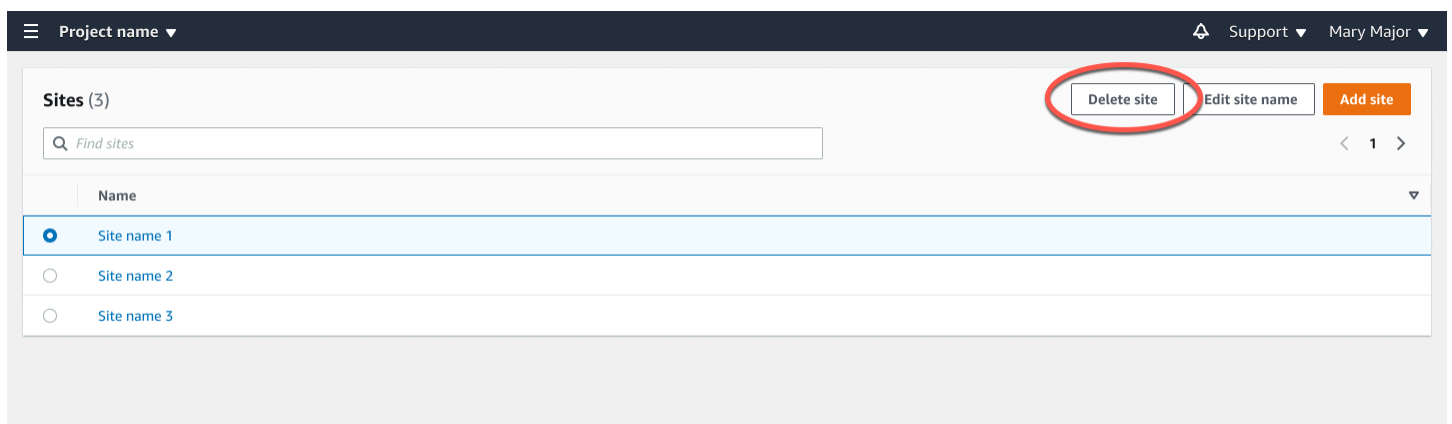 Project name
Support
Mary Major
Sites (3)
Delete site
Edit site name
Add site
Find sites
1
Name
Site name 1
Site name 2
Site name 3